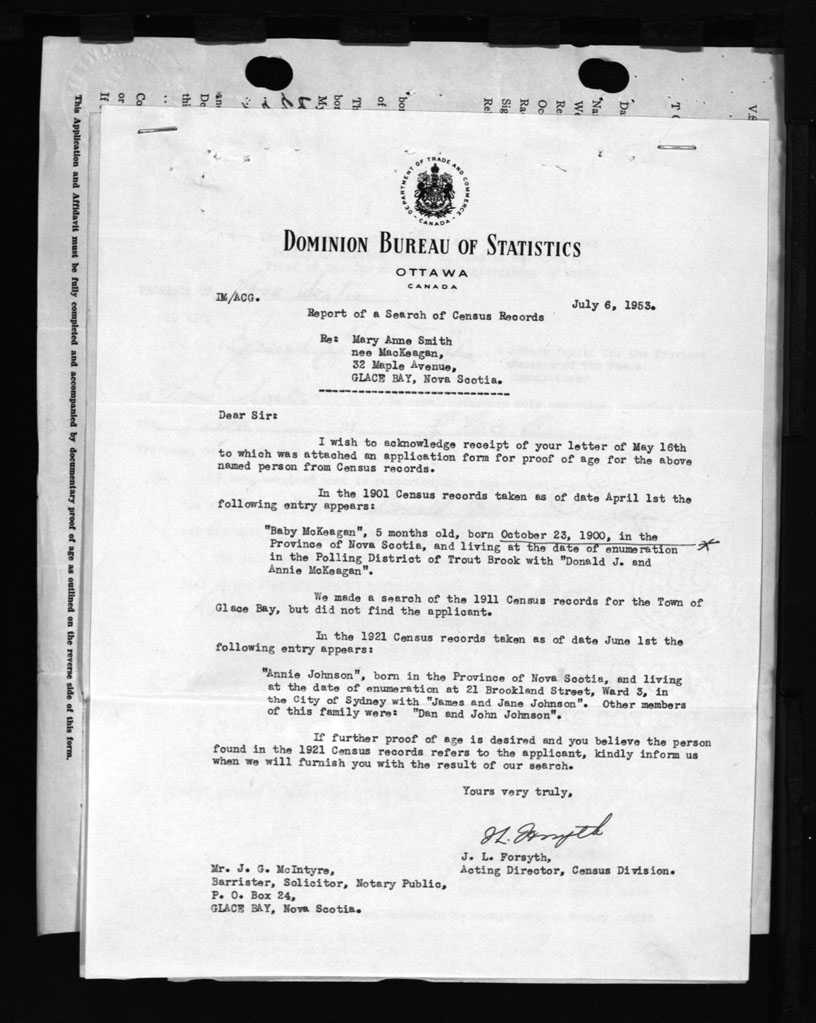 DEPARTMENT OF TRADE AND COMMERCE
- CANADA -
DOMINION BUREAU OF STATISTICS
OTTAWA
CANADA
IM/ACG.
July 6, 1953.
Report of a Search of Census Records
Re: Mary Anne Smith
nee MacKeagan,
32 Maple Avenue,
GLACE BAY, Nova Scotia.
Dear Sir:
I wish to acknowledge receipt of your letter of May 16th
to which was attached an application form for proof of age for the above
named person from Census records.
In the 1901 Census records taken as of date April 1st the
following entry appears:
"Baby McKeagan", 5 months old, born October 23, 1900, in the
Province of Nova Scotia, and living at the date of enumeration
in the Polling District of Trout Brook with "Donald J. and
Annie McKeagan".
We made a search of the 1911 Census records for the Town of
Glace Bay, but did not find the applicant.
In the 1921 Census records taken as of date June 1st the
following entry appears:
"Annie Johnson", born in the Province of Nova Scotia, and living
at the date of enumeration at 21 Brookland Street, Ward 3, in
the City of Sydney with "James and Jane Johnson". Other members
of this family were: "Dan and John Johnson".
If further proof of age is desired and you believe the person
found in the 1921 Census records refers to the applicant, kindly inform us
when we will furnish you with the result of our search.
Yours very truly,
J L. Forsyth
J. L. Forsyth,
Acting Director, Census Division.
Mr. J. G. McIntyre,
Barrister, Solicitor, Notary Public,
P. O. Box 24,
GLACE BAY, Nova Scotia.
This Application and Affidavit must be fully completed and accompanied by documentary proof of age as outlined on the reverse side of this form.